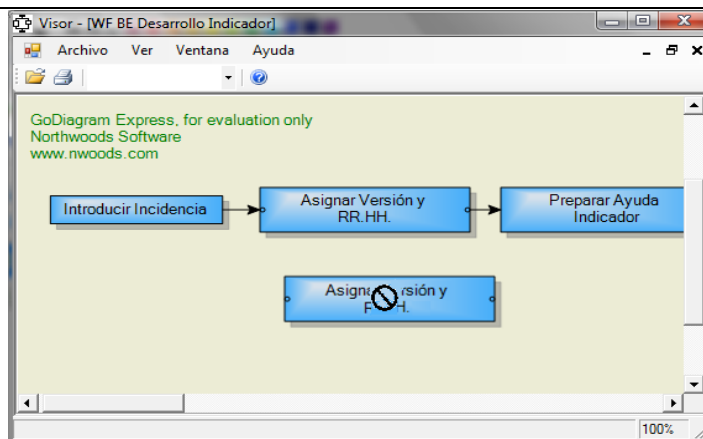 Visor - [WF BE Desarrollo Indicador]
Archivo Ver Ventana Ayuda
GoDiagram Express, for evaluation only
Northwoods Software
www.nwoods.com
Introducir Incidencia
Asignar Versión y
RR.HH.
Preparar Ayuda
Indicador
100%